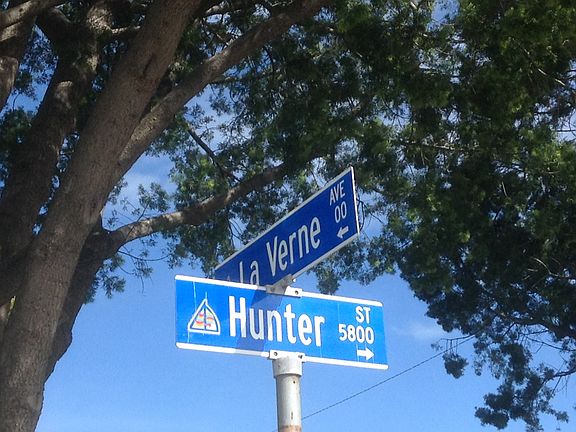 La Verne AVE
00
←
Hunter ST
5800
→